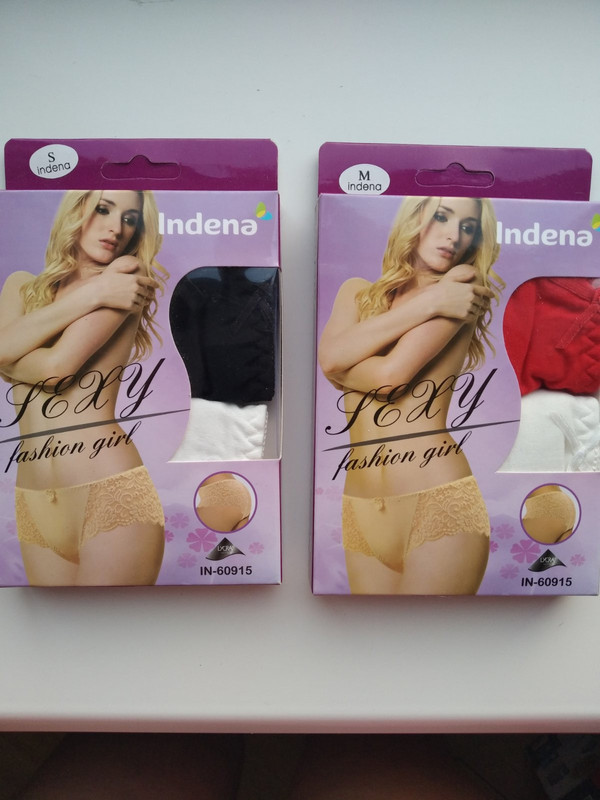 S
indena
Indena
SEXY
fashion girl
IN-60915
M
indena
Indena
SEXY
fashion girl
IN-60915